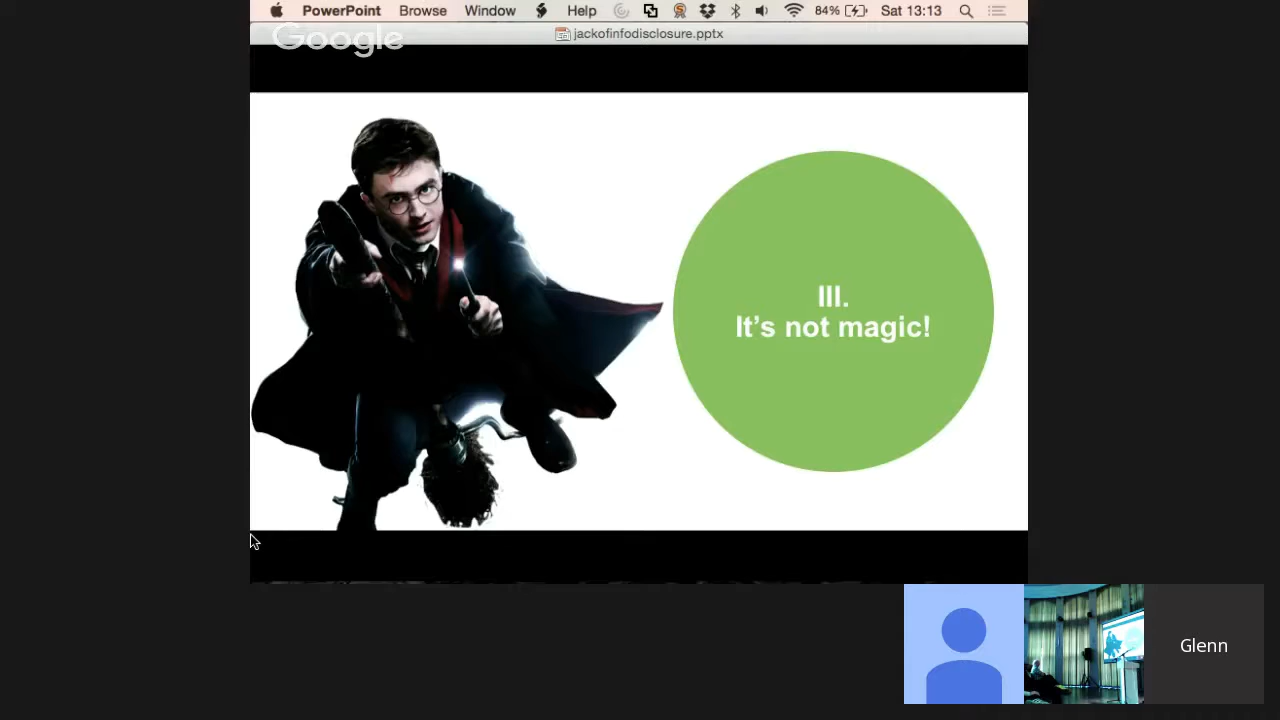 PowerPoint Browse Window Help 84% Sat 13:13
Google
jackofinfodisclosure.pptx
III.
It's not magic!
Glenn